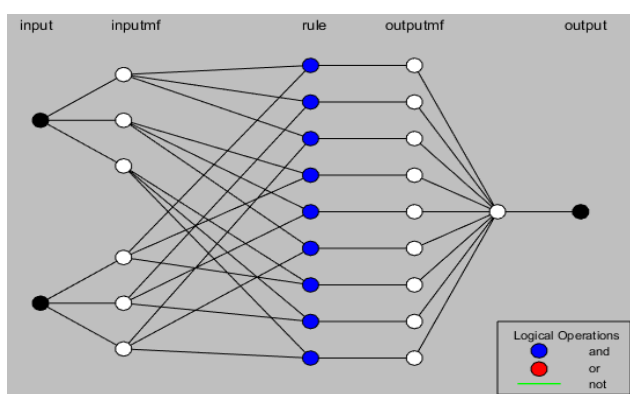 input inputmf rule outputmf output
Logical Operations
and
or
not